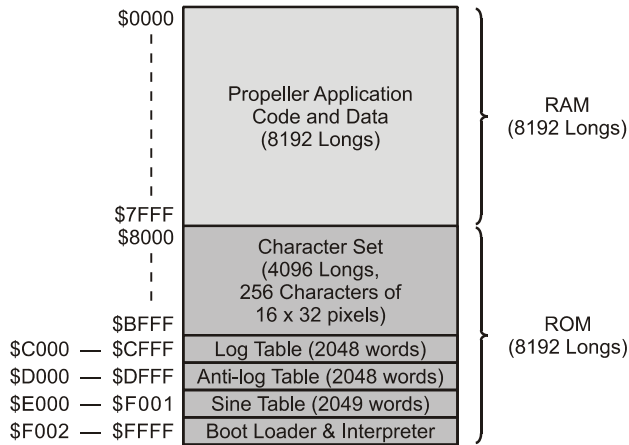 $0000
Propeller Application
Code and Data
(8192 Longs)
RAM
(8192 Longs)
$7FFF
$8000
Character Set
(4096 Longs,
256 Characters of
16 x 32 pixels)
$BFFF
ROM
(8192 Longs)
$C000 — $CFFF Log Table (2048 words)
$D000 — $DFFF Anti-log Table (2048 words)
$E000 — $F001 Sine Table (2049 words)
$F002 — $FFFF Boot Loader & Interpreter